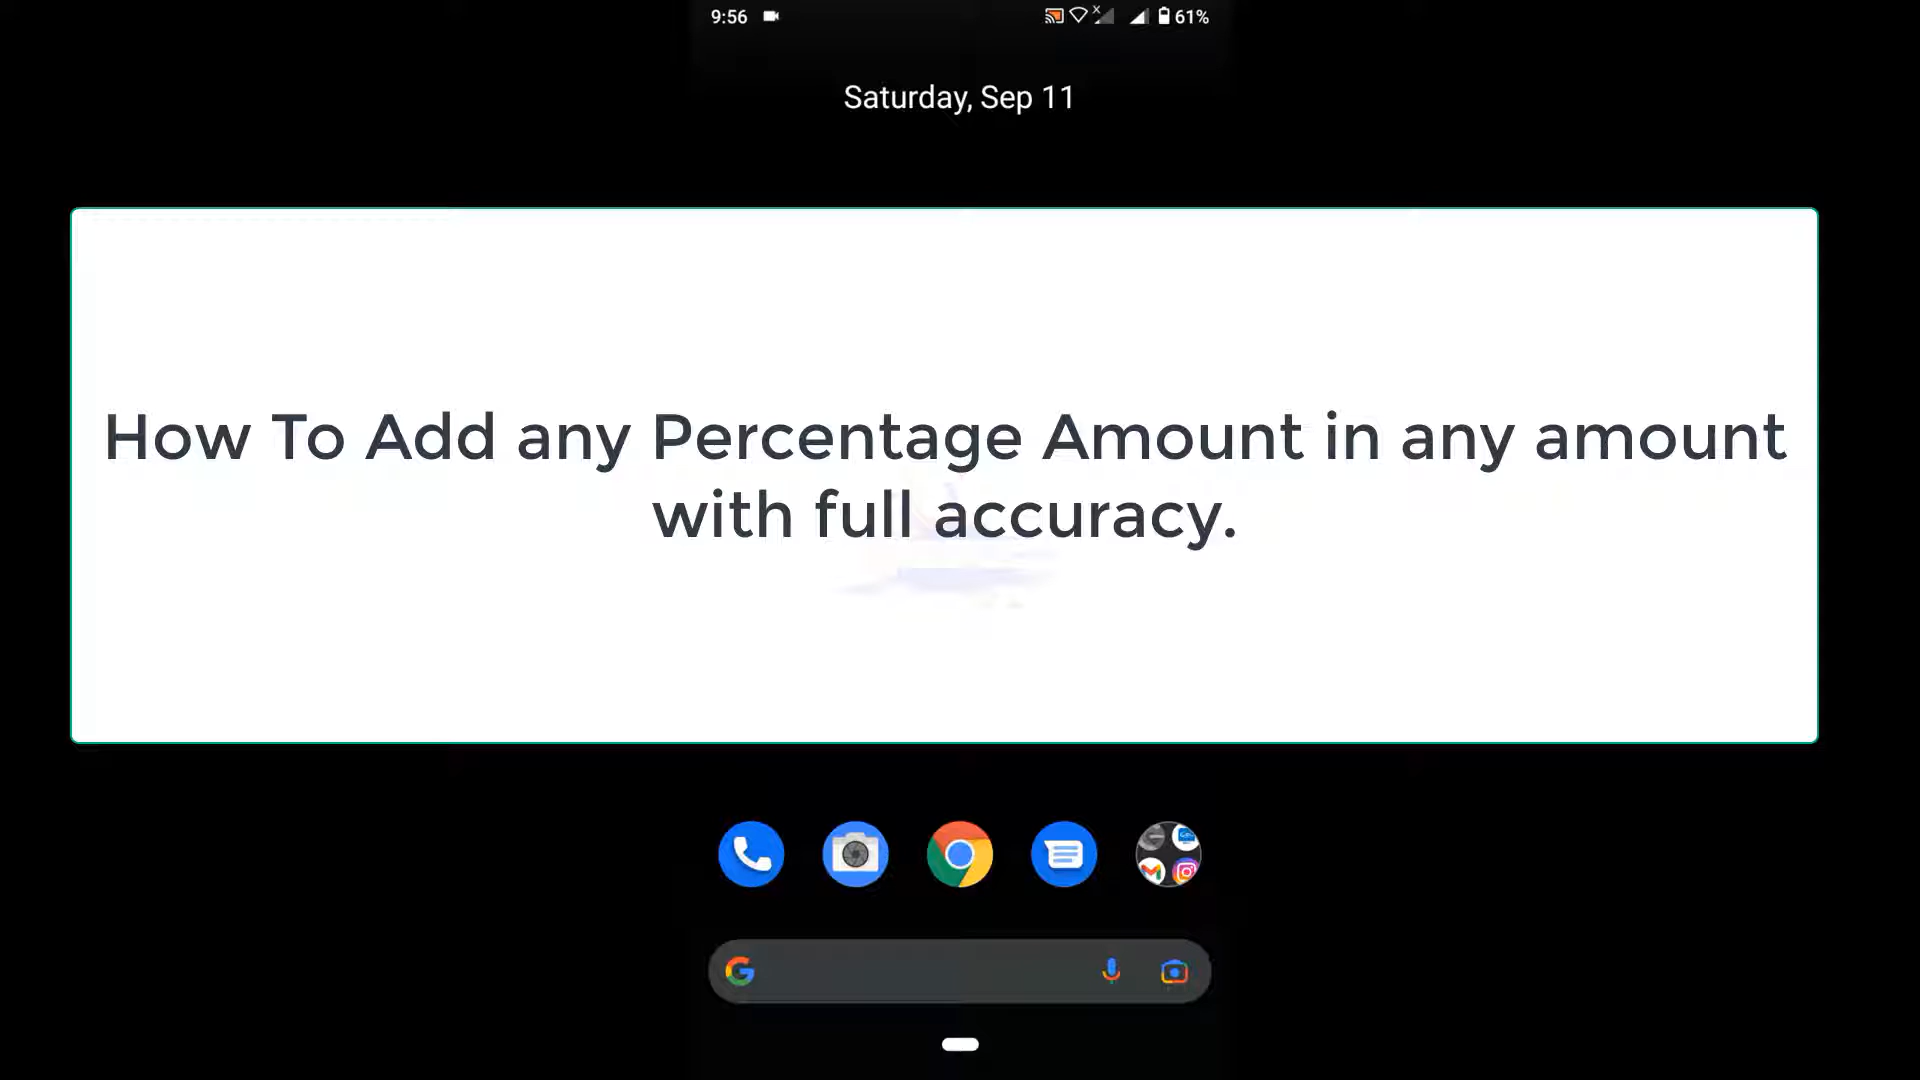 9:56 61%
Saturday, Sep 11
How To Add any Percentage Amount in any amount
with full accuracy.